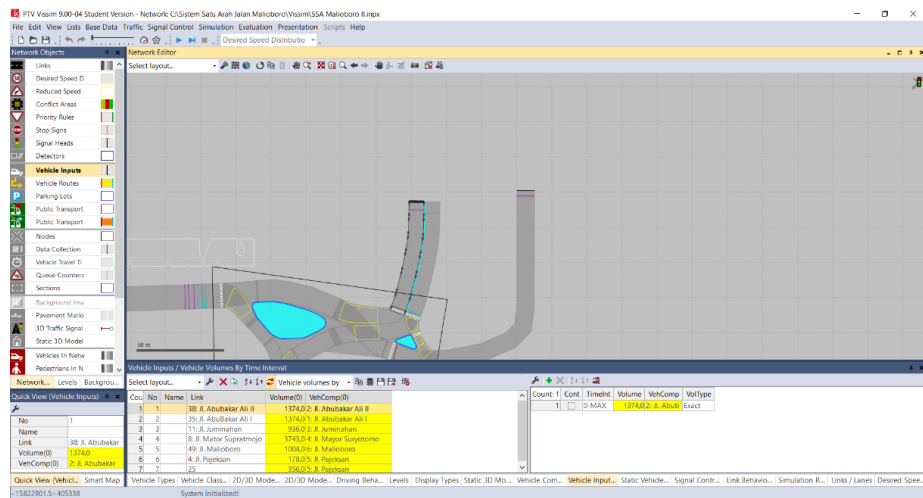 PTV Vissim 9.00-04 Student Version - Network: C:\Sistem Satu Arah Jalan Malioboro\Vissim\SSA Malioboro II.inpx
File Edit View Lists Base Data Traffic Signal Control Simulation Evaluation Presentation Scripts Help
Desired Speed Distributio
Network Objects
Network Editor
Select layout...
Links
Desired Speed D
Reduced Speed
Conflict Areas
Priority Rules
Stop Signs
Signal Heads
Detectors
Vehicle Inputs
Vehicle Routes
Parking Lots
Public Transport
Public Transport
Nodes
Data Collection
Vehicle Travel Ti
Queue Counters
Sections
Background Ima
Pavement Marki
3D Traffic Signal
Static 3D Model
Vehicles In Netw
Pedestrians In N
50 m
Network... Levels Backgrou...
Vehicle Inputs / Vehicle Volumes By Time Interval
Select layout... Vehicle volumes by
Quick View (Vehicle Inputs)
No 1
Name
Link 38: Jl. Abubakar
Volume(0) 1374,0
VehComp(0) 2: Jl. Abubakar
Cou No Name Link Volume(0) VehComp(0)
1 1 38: Jl. Abubakar Ali II 1374,0 2: Jl. Abubakar Ali II
2 2 35: Jl. AbuBakar Ali I 1374,0 1: Jl. Abubakar Ali I
3 3 11: Jl. Juminahan 936,0 3: Jl. Juminahan
4 4 8: Jl. Mator Supratmojo 3743,0 4: Jl. Mayor Suryotomo
5 5 49: Jl. Malioboro 1004,0 6: Jl. Malioboro
6 6 4: Jl. Pajeksan 178,0 5: Jl. Pajeksan
7 7 25 356,0 5: Jl. Pajeksan
Count: 1 Cont TimeInt Volume VehComp VolType
1 0-MAX 1374,0 2: Jl. Abub Exact
Quick View (Vehicl... Smart Map
Vehicle Types Vehicle Class... 2D/3D Mode... 2D/3D Mode... Driving Beha... Levels Display Types Static 3D Mo... Vehicle Com... Vehicle Input... Static Vehicle... Signal Contr... Link Behavio... Simulation R... Links / Lanes Desired Spee
-15822901.5:-405338 System initialized!